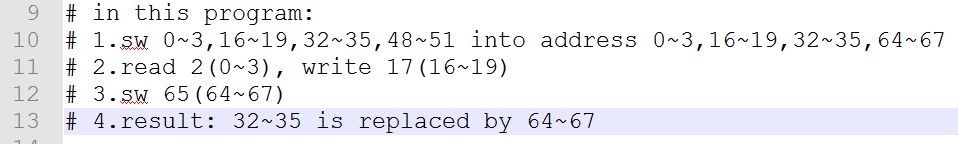 9 # in this program:
10 # 1.sw 0~3,16~19,32~35,48~51 into address 0~3,16~19,32~35,64~67
11 # 2.read 2(0~3), write 17(16~19)
12 # 3.sw 65(64~67)
13 # 4.result: 32~35 is replaced by 64~67